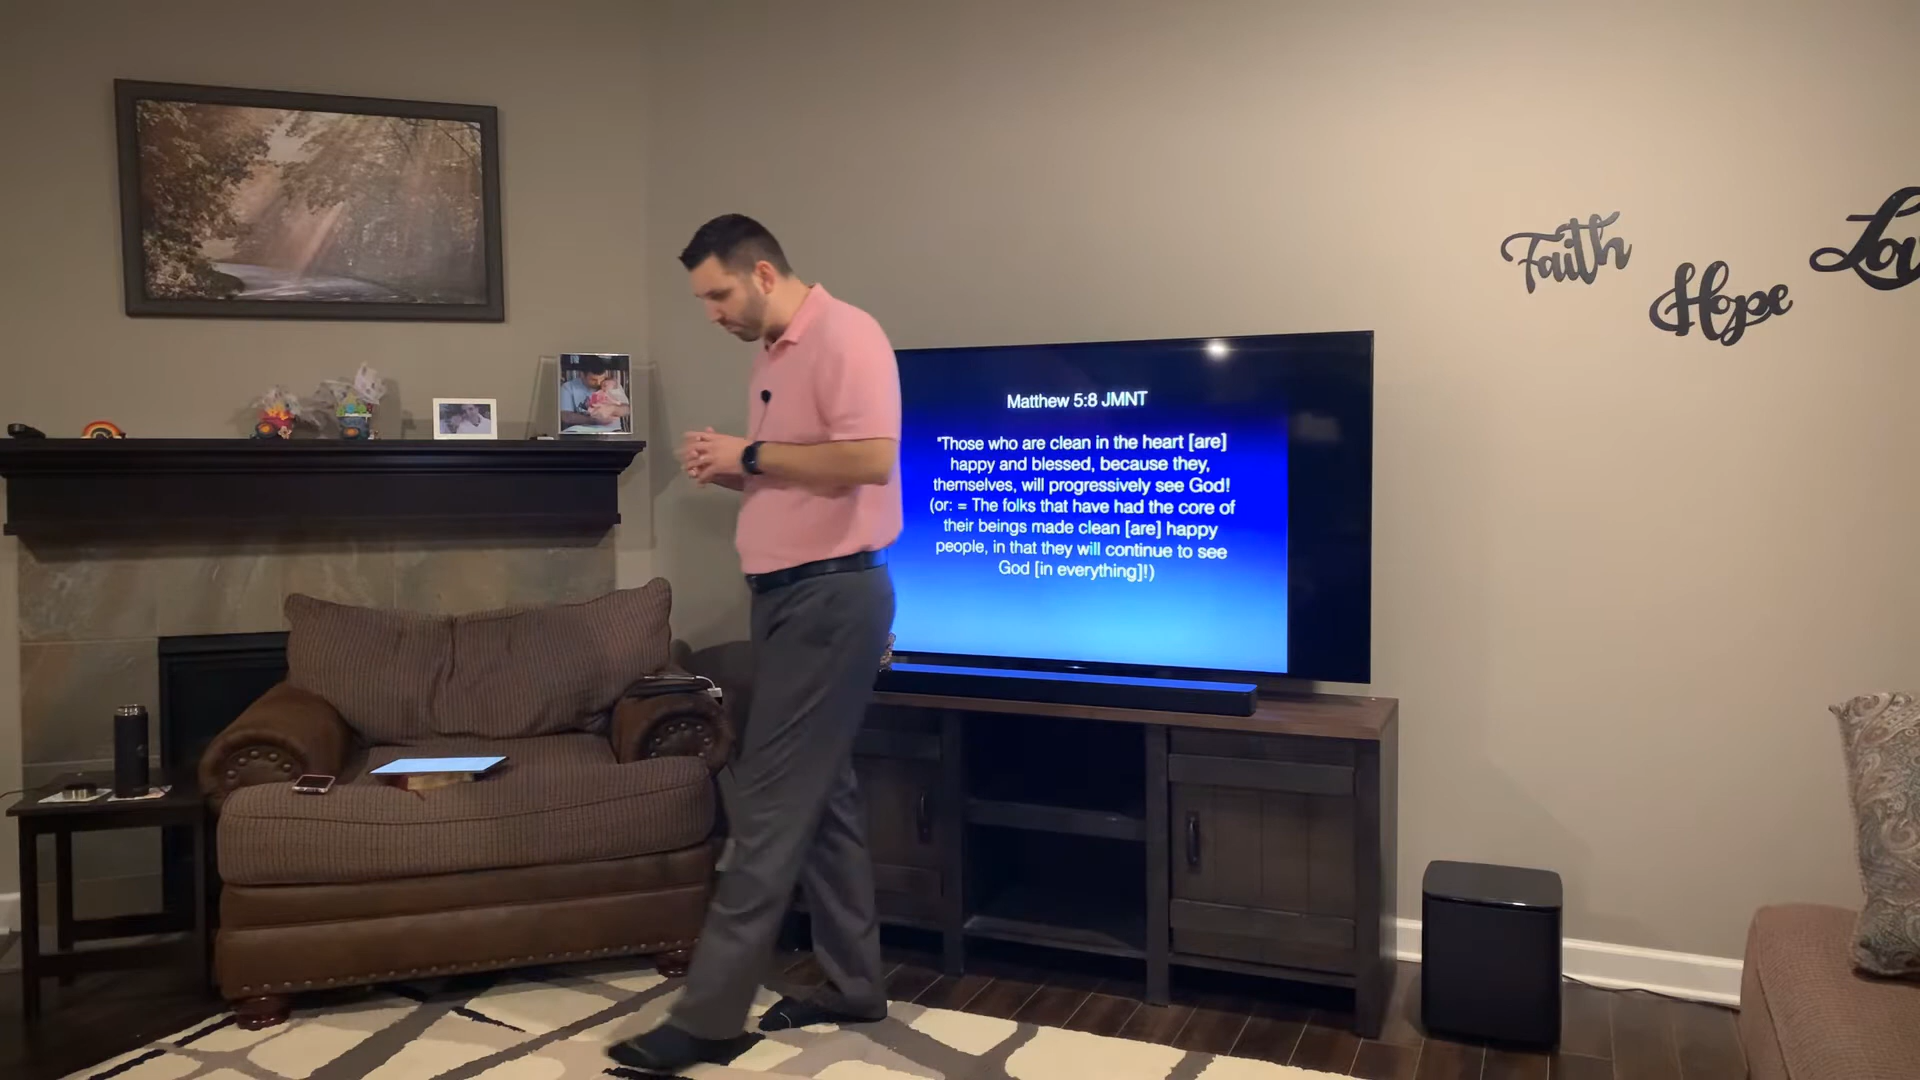 Faith
Hope
Matthew 5:8 JMNT
"Those who are clean in the heart [are]
happy and blessed, because they,
themselves, will progressively see God!
(or: = The folks that have had the core of
their beings made clean [are] happy
people, in that they will continue to see
God [in everything]!)